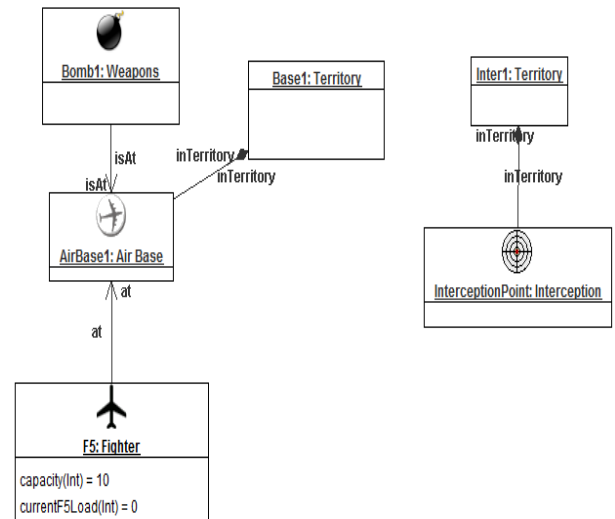 Bomb1: Weapons
Base1: Territory
Inter1: Territory
isAt
isAt
inTerritory
inTerritory
inTerritory
inTerritory
AirBase1: Air Base
InterceptionPoint: Interception
at
at
F5: Fighter
capacity(Int) = 10
currentF5Load(Int) = 0